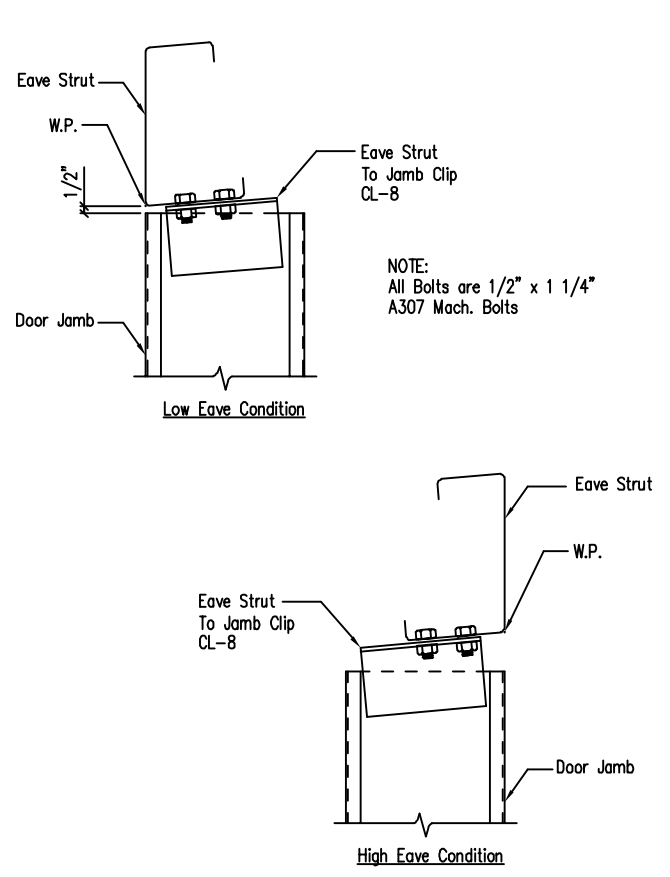 Eave Strut
W.P.
1/2"
Eave Strut
To Jamb Clip
CL-8
NOTE:
All Bolts are 1/2" x 1 1/4"
A307 Mach. Bolts
Door Jamb
Low Eave Condition
Eave Strut
W.P.
Eave Strut
To Jamb Clip
CL-8
Door Jamb
High Eave Condition